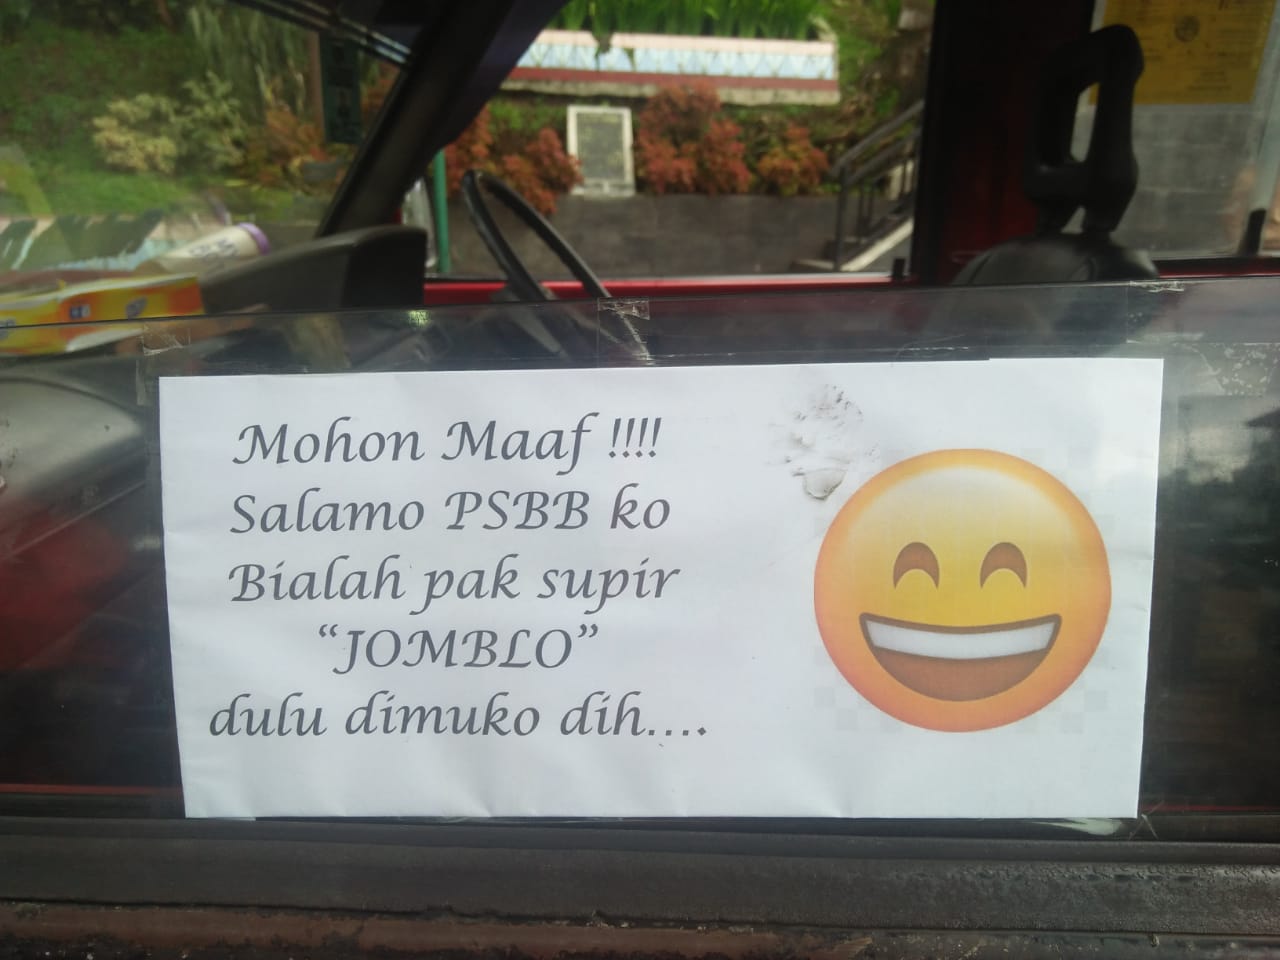 Mohon Maaf !!!!
Salamo PSBB ko
Bialah pak supir
“JOMBLO”
dulu dimuko dih....